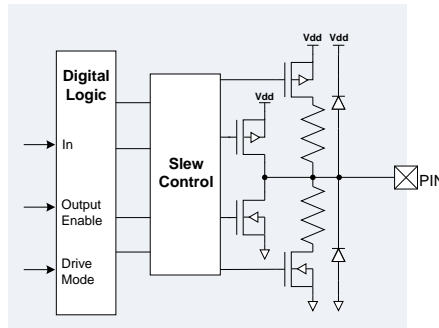 Vdd Vdd
Digital
Logic
Vdd
In
Slew
Control
PIN
Output
Enable
Drive
Mode